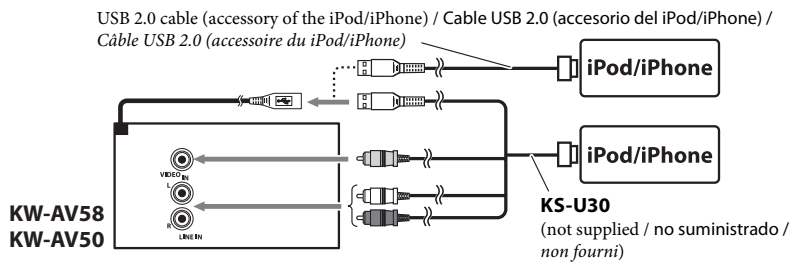 USB 2.0 cable (accessory of the iPod/iPhone) / Cable USB 2.0 (accesorio del iPod/iPhone) /
Câble USB 2.0 (accessoire du iPod/iPhone)
iPod/iPhone
VIDEO IN
L
R
LINE IN
KW-AV58
KW-AV50
iPod/iPhone
KS-U30
(not supplied / no suministrado /
non fourni)